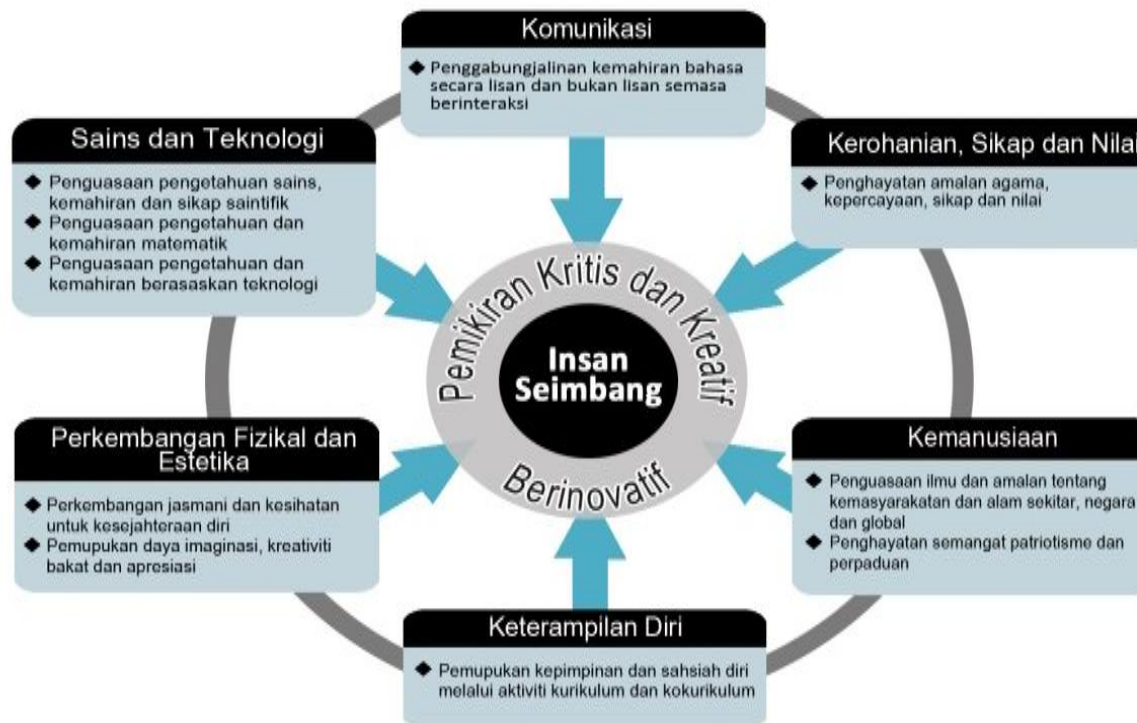 Komunikasi
◆ Penggabungjalinan kemahiran bahasa
secara lisan dan bukan lisan semasa
berinteraksi
Sains dan Teknologi
◆ Penguasaan pengetahuan sains,
kemahiran dan sikap saintifik
◆ Penguasaan pengetahuan dan
kemahiran matematik
◆ Penguasaan pengetahuan dan
kemahiran berasaskan teknologi
Kerohanian, Sikap dan Nilai
◆ Penghayatan amalan agama,
kepercayaan, sikap dan nilai
Pemikiran Kritis dan Kreatif
Insan
Seimbang
Berinovatif
Perkembangan Fizikal dan
Estetika
◆ Perkembangan jasmani dan kesihatan
untuk kesejahteraan diri
◆ Pemupukan daya imaginasi, kreativiti
bakat dan apresiasi
Kemanusiaan
◆ Penguasaan ilmu dan amalan tentang
kemasyarakatan dan alam sekitar, negara
dan global
◆ Penghayatan semangat patriotisme dan
perpaduan
Keterampilan Diri
◆ Pemupukan kepimpinan dan sahsiah diri
melalui aktiviti kurikulum dan kokurikulum